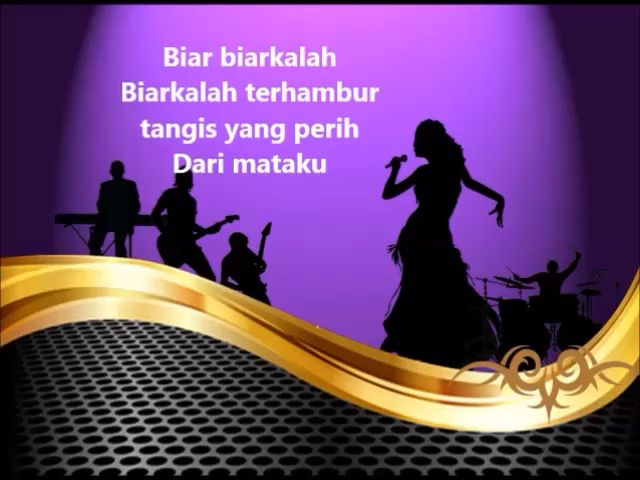 Biar biarkalah
Biarkalah terhambur
tangis yang perih
Dari mataku